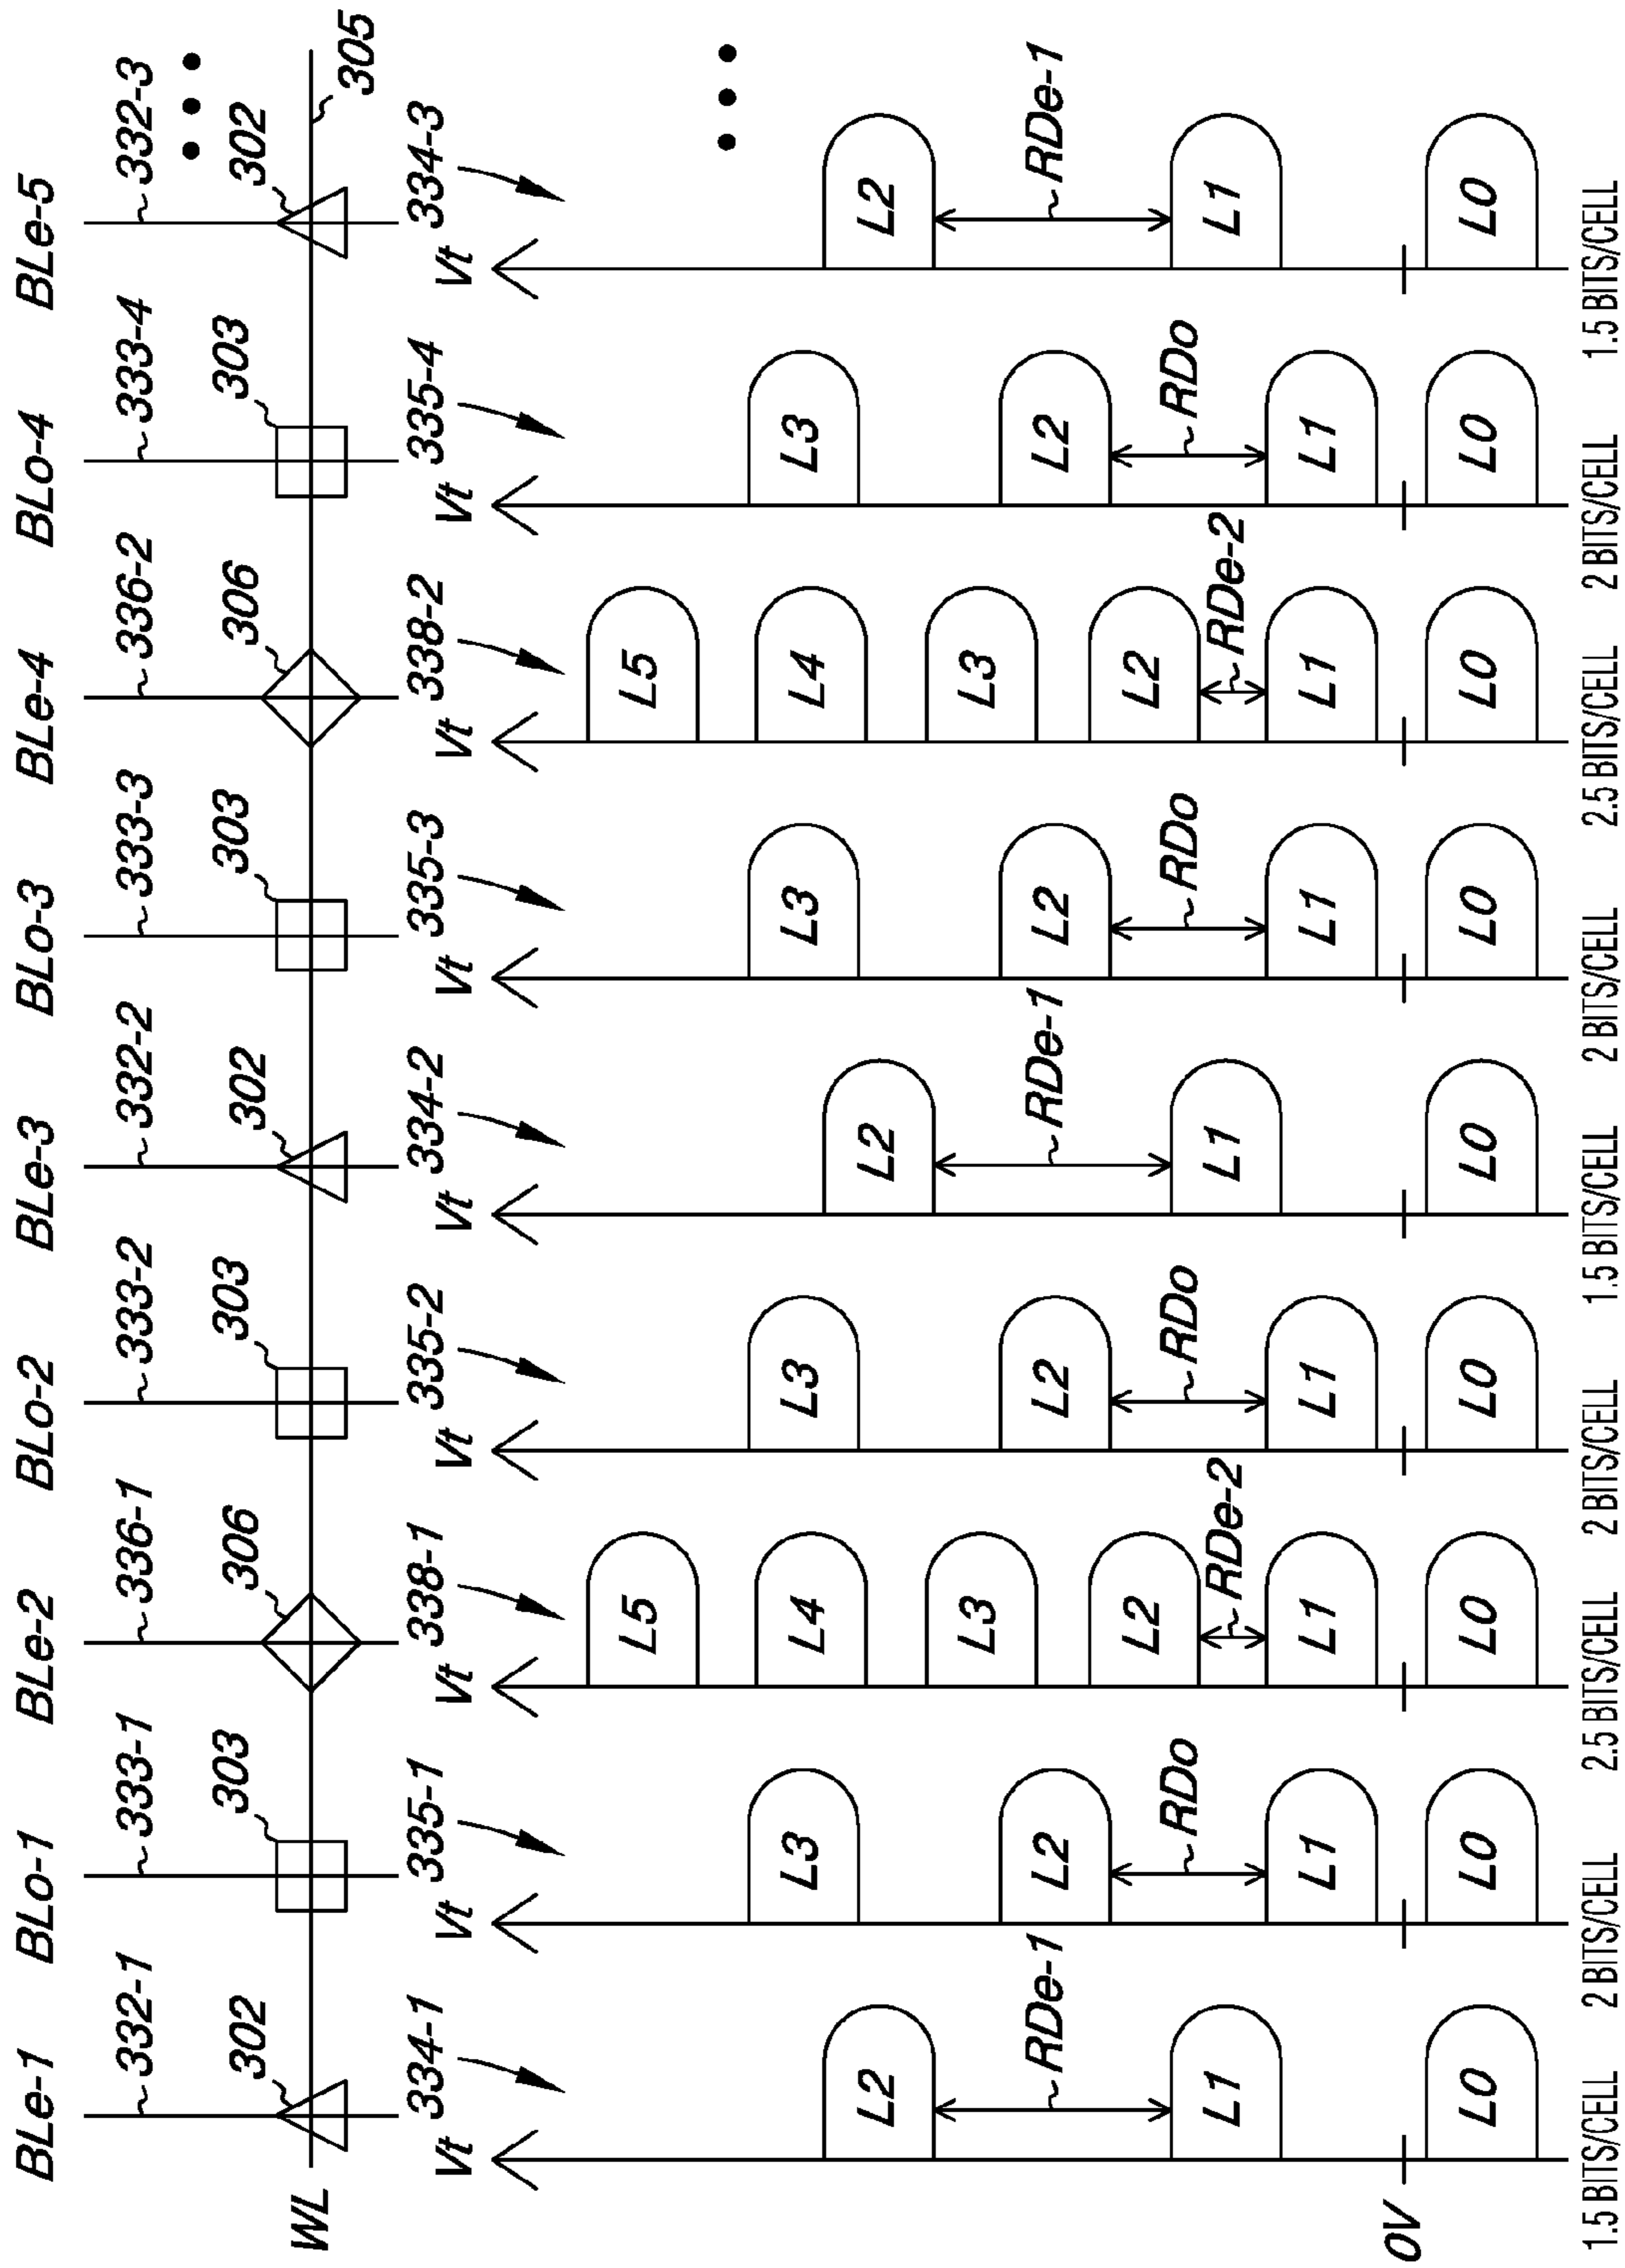 BLe-1 BLo-1 BLe-2 BLo-2 BLe-3 BLo-3 BLe-4 BLo-4 BLe-5
332-1 333-1 336-1 333-2 332-2 333-3 336-2 333-4 332-3
302 303 306 303 302 303 306 303 302
WL 305
334-1 335-1 338-1 335-2 334-2 335-3 338-2 335-4 334-3
Vt Vt Vt Vt Vt Vt Vt Vt Vt
L5 L5
L3 L4 L3 L3 L4 L3
L2 L2 L2
L3 L3
RDe-1 L2 L2 RDe-1 L2 L2 RDe-1
L2 L2
RDo RDo RDo RDo
L1 RDe-2 L1 RDe-2 L1
L1 L1 L1 L1 L1 L1
0V
L0 L0 L0 L0 L0 L0 L0 L0 L0
1.5 BITS/CELL 2 BITS/CELL 2.5 BITS/CELL 2 BITS/CELL 1.5 BITS/CELL 2 BITS/CELL 2.5 BITS/CELL 2 BITS/CELL 1.5 BITS/CELL